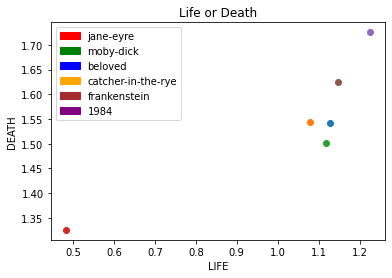 Life or Death
jane-eyre
moby-dick
beloved
catcher-in-the-rye
frankenstein
1984
DEATH
1.70
1.65
1.60
1.55
1.50
1.45
1.40
1.35
0.5 0.6 0.7 0.8 0.9 1.0 1.1 1.2
LIFE